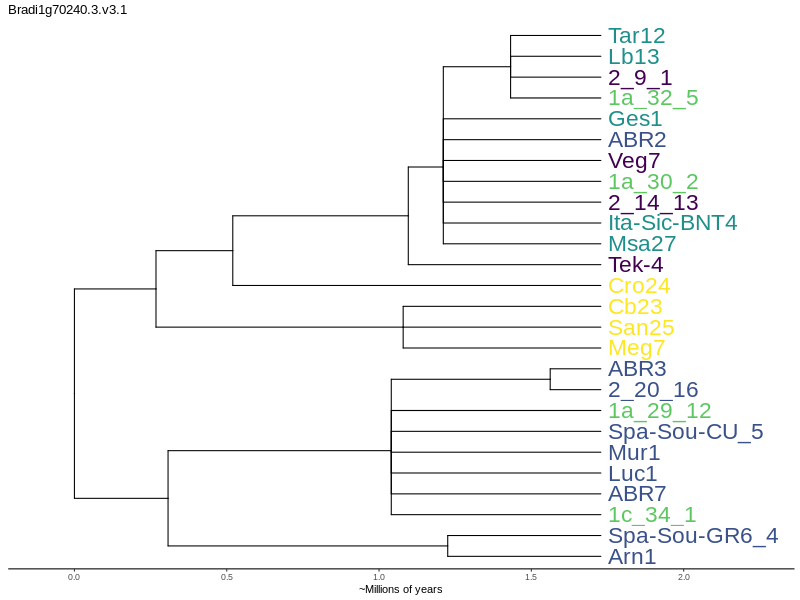 Bradi1g70240.3.v3.1
Tar12
Lb13
2_9_1
1a_32_5
Ges1
ABR2
Veg7
1a_30_2
2_14_13
Ita-Sic-BNT4
Msa27
Tek-4
Cro24
Cb23
San25
Meg7
ABR3
2_20_16
1a_29_12
Spa-Sou-CU_5
Mur1
Luc1
ABR7
1c_34_1
Spa-Sou-GR6_4
Arn1
0.0 0.5 1.0 1.5 2.0
~Millions of years